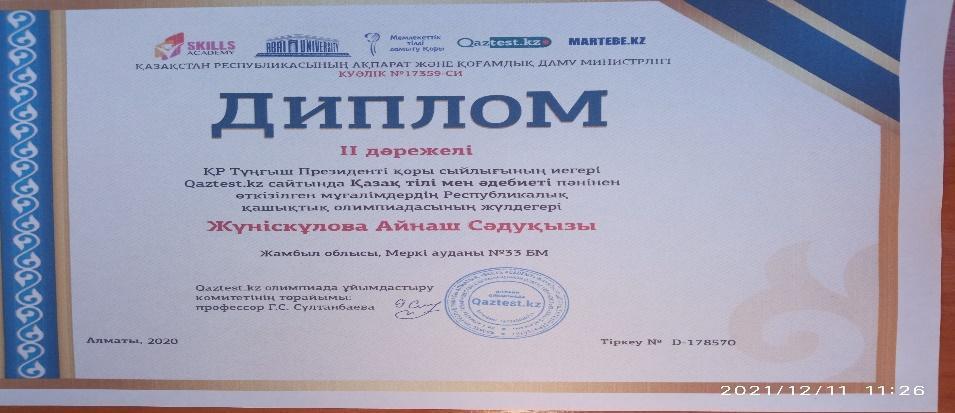 SKILLS ACADEMY
ABAI UNIVERSITY
Мемлекеттік тілді дамыту қоры
Qaztest.kz
MARTEBE.KZ
ҚАЗАҚСТАН РЕСПУБЛИКАСЫНЫҢ АҚПАРАТ ЖӘНЕ ҚОҒАМДЫҚ ДАМУ МИНИСТРЛІГІ
КУӘЛІК №17359-СИ
ДИПЛОМ
II дәрежелі
ҚР Тұңғыш Президенті қоры сыйлығының иегері
Qaztest.kz сайтында Қазақ тілі мен әдебиеті пәнінен
өткізілген мұғалімдердің Республикалық
қашықтық олимпиадасының жүлдегері
Жүніскұлова Айнаш Сәдуқызы
Жамбыл облысы, Меркі ауданы №33 БМ
Qaztest.kz олимпиада ұйымдастыру
комитетінің төрайымы:
профессор Г.С. Султанбаева
Qaztest.kz
Алматы, 2020
Тіркеу № D-178570
2021/12/11 11:26